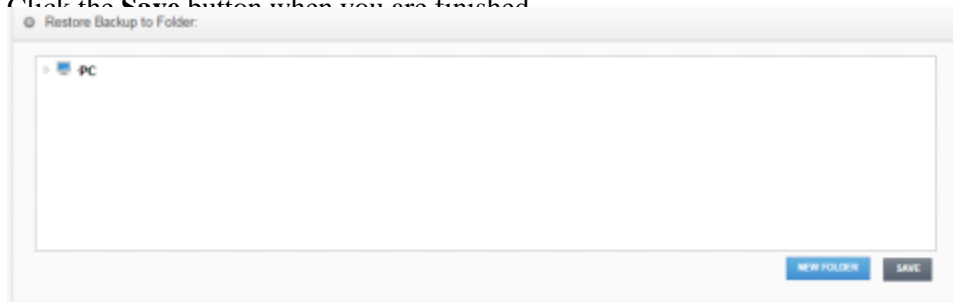 Click the Save button when you are finished
Restore Backup to Folder:
-PC
NEW FOLDER SAVE